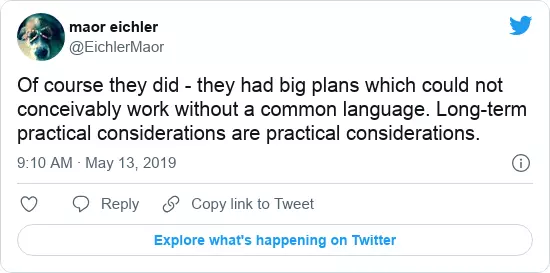 maor eichler
@EichlerMaor
Of course they did - they had big plans which could not
conceivably work without a common language. Long-term
practical considerations are practical considerations.
9:10 AM · May 13, 2019
Reply
Copy link to Tweet
Explore what's happening on Twitter